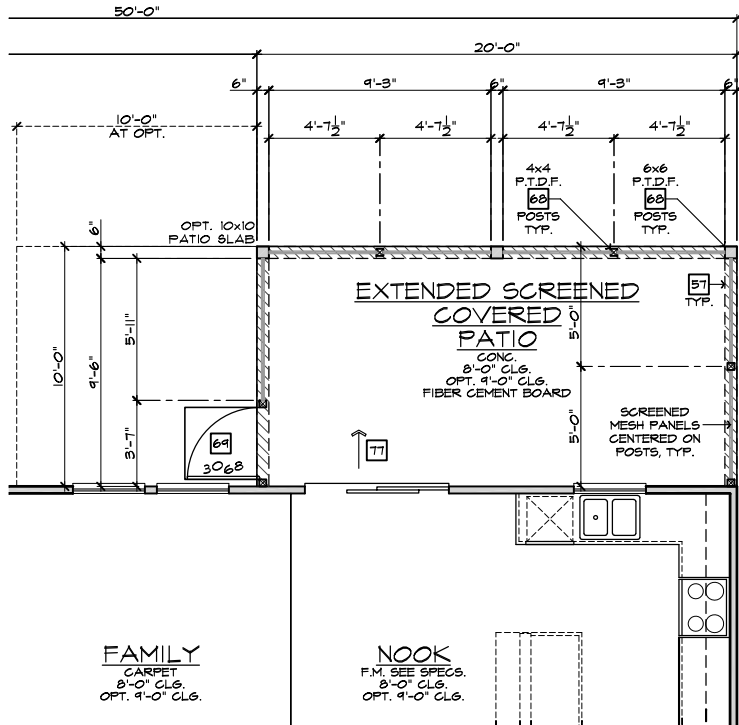 50'-0"
20'-0"
6" 9'-3" 6" 9'-3" 6"
10'-0"
AT OPT.
4'-7½" 4'-7½" 4'-7½" 4'-7½"
4x4
P.T.D.F.
68
POSTS
TYP.
6x6
P.T.D.F.
68
POSTS
TYP.
OPT. 10x10
PATIO SLAB
6"
10'-0"
9'-6"
5'-11"
3'-7"
EXTENDED SCREENED
COVERED
PATIO
CONC.
8'-0" CLG.
OPT. 9'-0" CLG.
FIBER CEMENT BOARD
5'-0"
5'-0"
57
TYP.
SCREENED
MESH PANELS
CENTERED ON
POSTS, TYP.
69
3068
77
FAMILY
CARPET
8'-0" CLG.
OPT. 9'-0" CLG.
NOOK
F.M. SEE SPECS.
8'-0" CLG.
OPT. 9'-0" CLG.